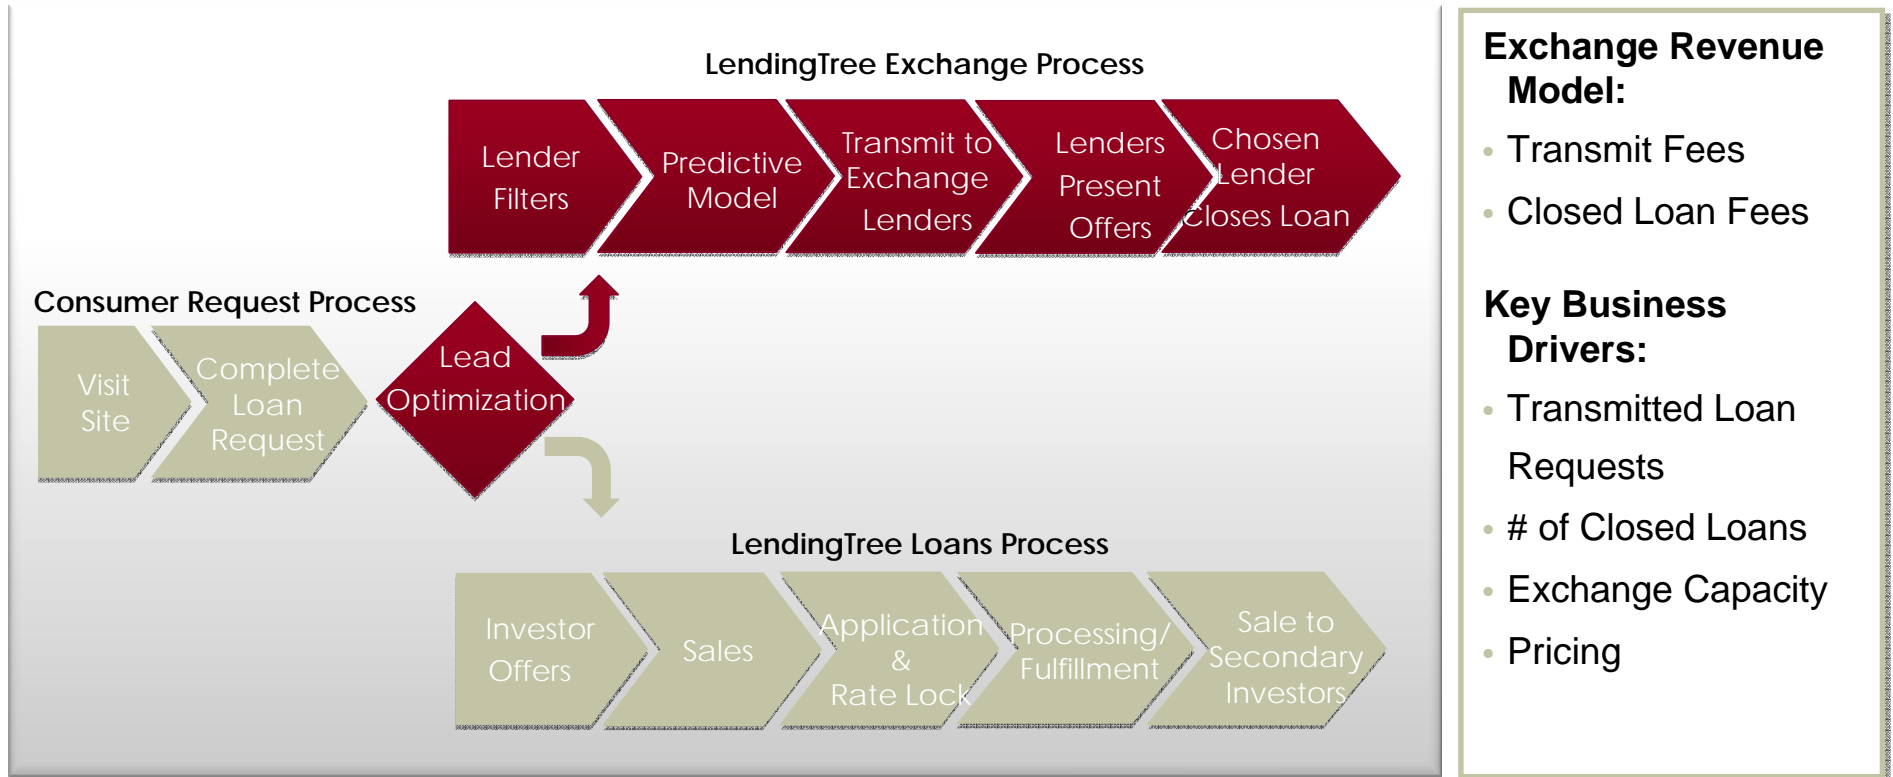 LendingTree Exchange Process
Lender
Filters
Predictive
Model
Transmit to
Exchange
Lenders
Lenders
Present
Offers
Chosen
Lender
Closes Loan
Consumer Request Process
Visit
Site
Complete
Loan
Request
Lead
Optimization
LendingTree Loans Process
Investor
Offers
Sales
Application
&
Rate Lock
Processing/
Fulfillment
Sale to
Secondary
Investors
Exchange Revenue
Model:
• Transmit Fees
• Closed Loan Fees
Key Business
Drivers:
• Transmitted Loan
Requests
• # of Closed Loans
• Exchange Capacity
• Pricing